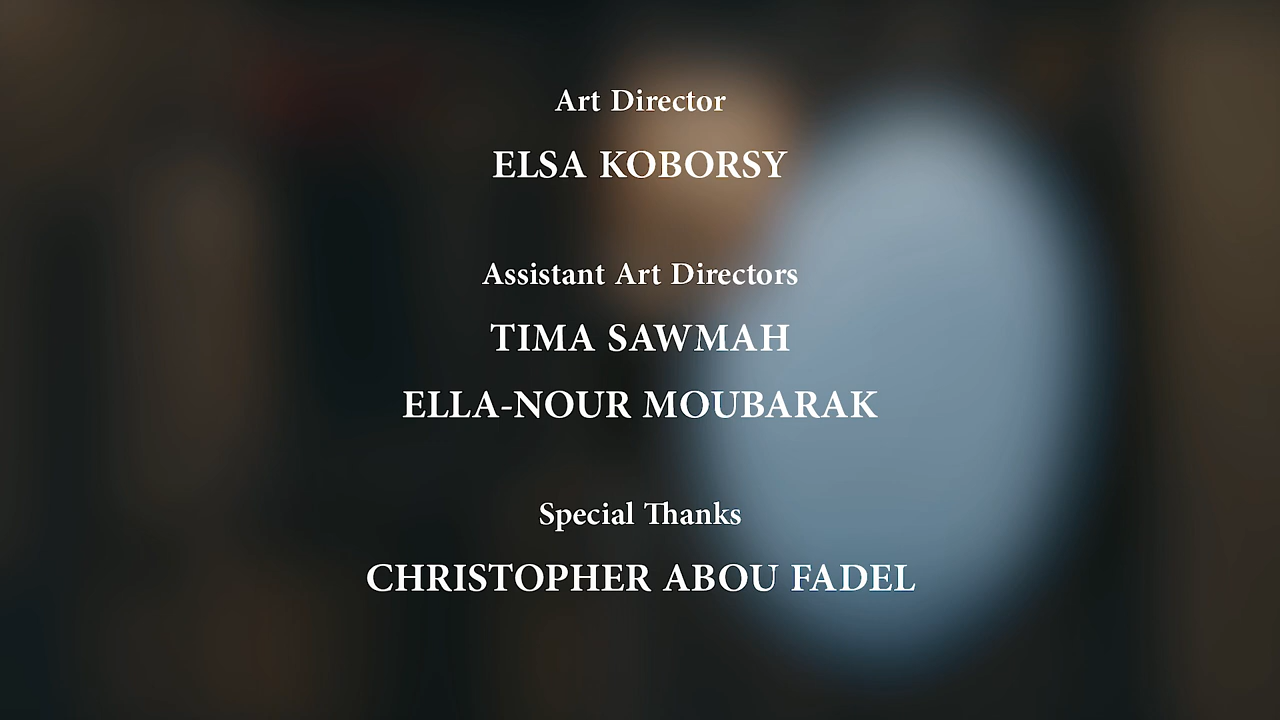 Art Director
ELSA KOBORSY
Assistant Art Directors
TIMA SAWMAH
ELLA-NOUR MOUBARAK
Special Thanks
CHRISTOPHER ABOU FADEL